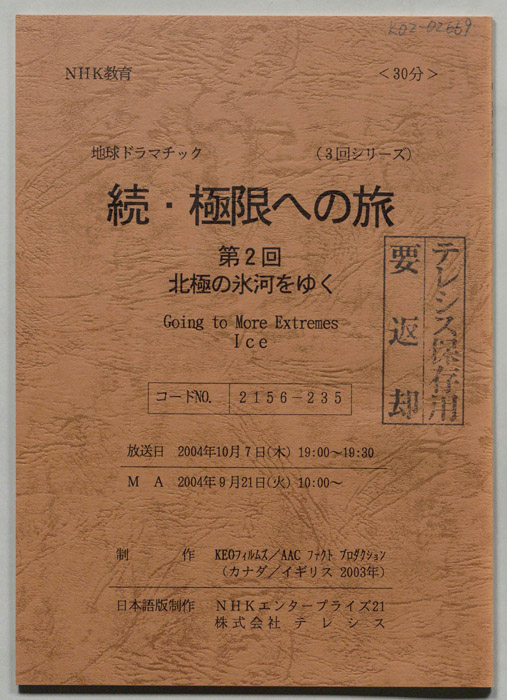 K02-02669
NHK教育 <30分>
地球ドラマチック (3回シリーズ)
続・極限への旅
第2回
北極の氷河をゆく
Going to More Extremes
Ice
テレシス保存用
要返却
コードNO. 2156-235
放送日 2004年10月7日(木) 19:00〜19:30
MA 2004年9月21日(火) 10:00〜
制作 KEOフィルムズ/AAC ファクト プロダクション
(カナダ/イギリス 2003年)
日本語版制作 NHKエンタープライズ21
株式会社 テレシス